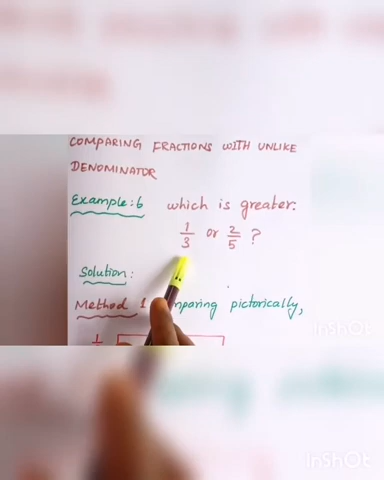 COMPARING FRACTIONS WITH UNLIKE
DENOMINATOR
Example: 6 which is greater:
1/3 or 2/5 ?
Solution:
Method 1 paring pictorically,
InShOt
InShOt